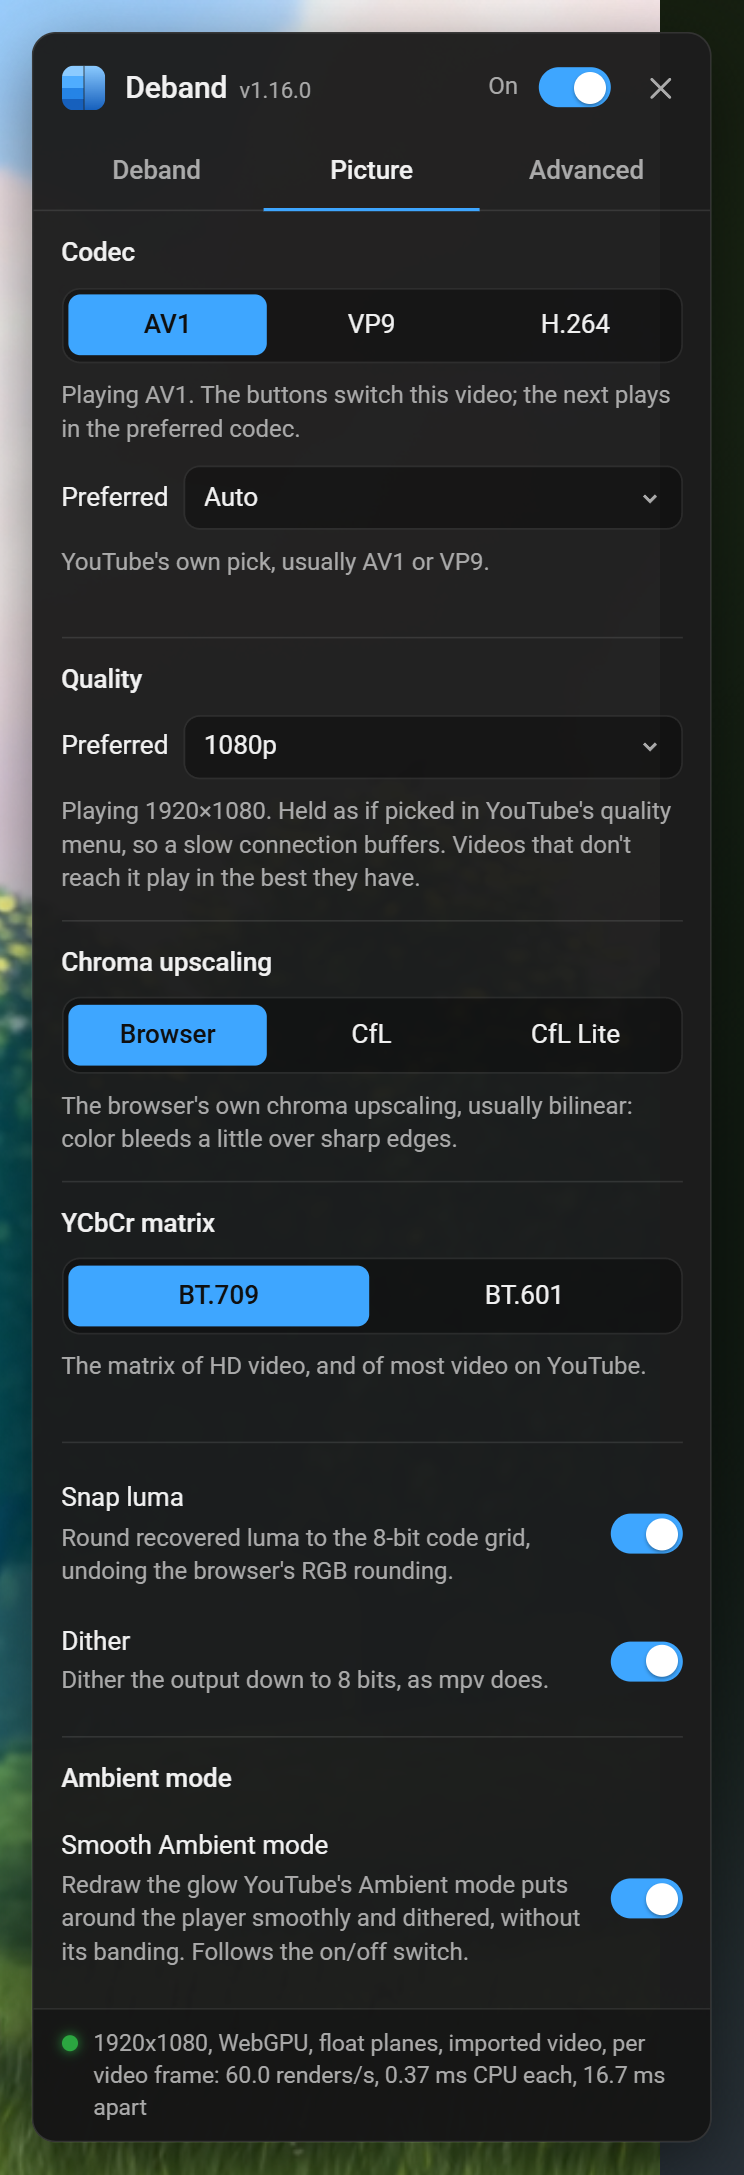 Deband v1.16.0 On
Deband Picture Advanced
Codec
AV1 VP9 H.264
Playing AV1. The buttons switch this video; the next plays
in the preferred codec.
Preferred Auto
YouTube's own pick, usually AV1 or VP9.
Quality
Preferred 1080p
Playing 1920×1080. Held as if picked in YouTube's quality
menu, so a slow connection buffers. Videos that don't
reach it play in the best they have.
Chroma upscaling
Browser CfL CfL Lite
The browser's own chroma upscaling, usually bilinear:
color bleeds a little over sharp edges.
YCbCr matrix
BT.709 BT.601
The matrix of HD video, and of most video on YouTube.
Snap luma
Round recovered luma to the 8-bit code grid,
undoing the browser's RGB rounding.
Dither
Dither the output down to 8 bits, as mpv does.
Ambient mode
Smooth Ambient mode
Redraw the glow YouTube's Ambient mode puts
around the player smoothly and dithered, without
its banding. Follows the on/off switch.
1920x1080, WebGPU, float planes, imported video, per
video frame: 60.0 renders/s, 0.37 ms CPU each, 16.7 ms
apart